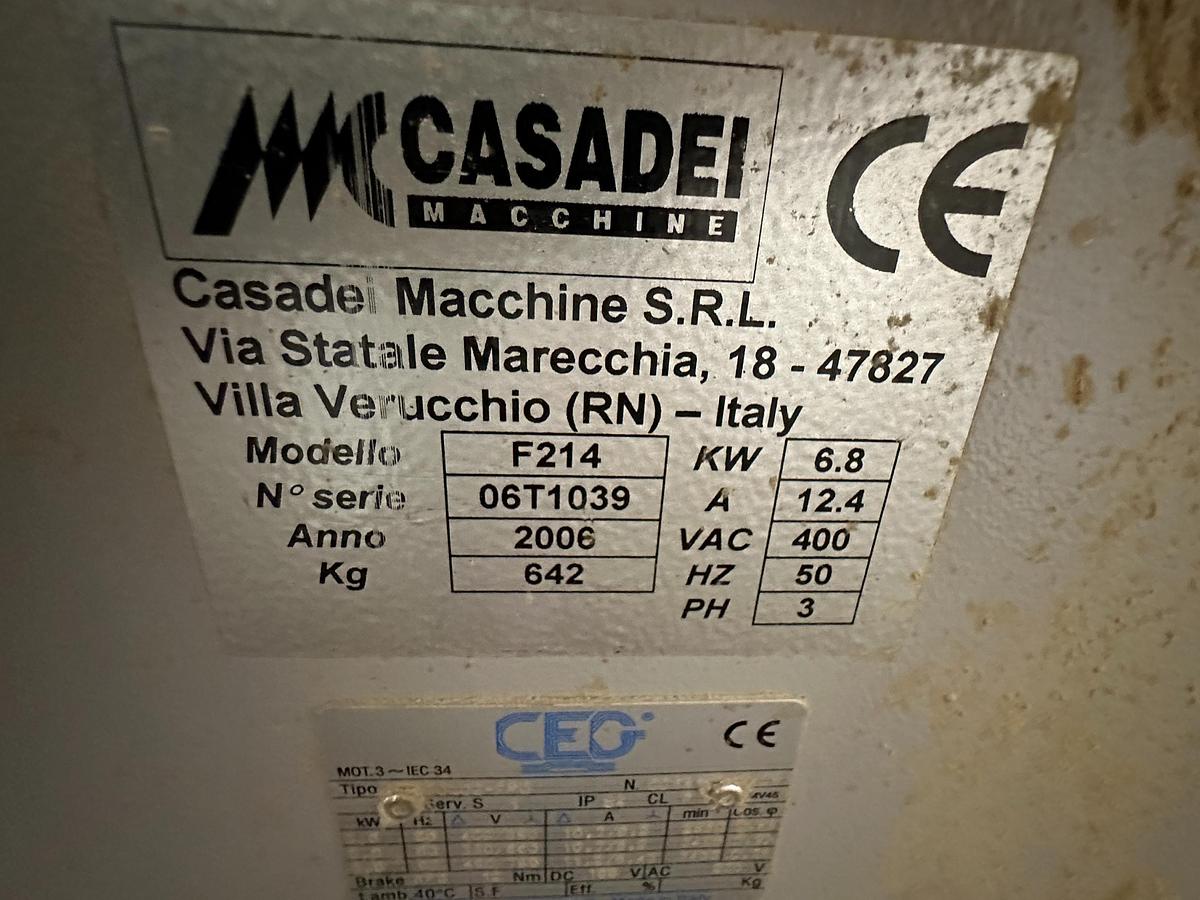 CASADEI
MACCHINE
CE
Casadei Macchine S.R.L.
Via Statale Marecchia, 18 - 47827
Villa Verucchio (RN) – Italy
Modello F214 KW 6.8
N° serie 06T1039 A 12.4
Anno 2006 VAC 400
Kg 642 HZ 50
PH 3
CEG CE
MOT. 3 ~ IEC 34
Tipo N.
Serv. S IP CL
kW Hz △ V A min Cos φ
Brake Nm DC V AC V
I.amb 40°C S.F. Eff. % Kg